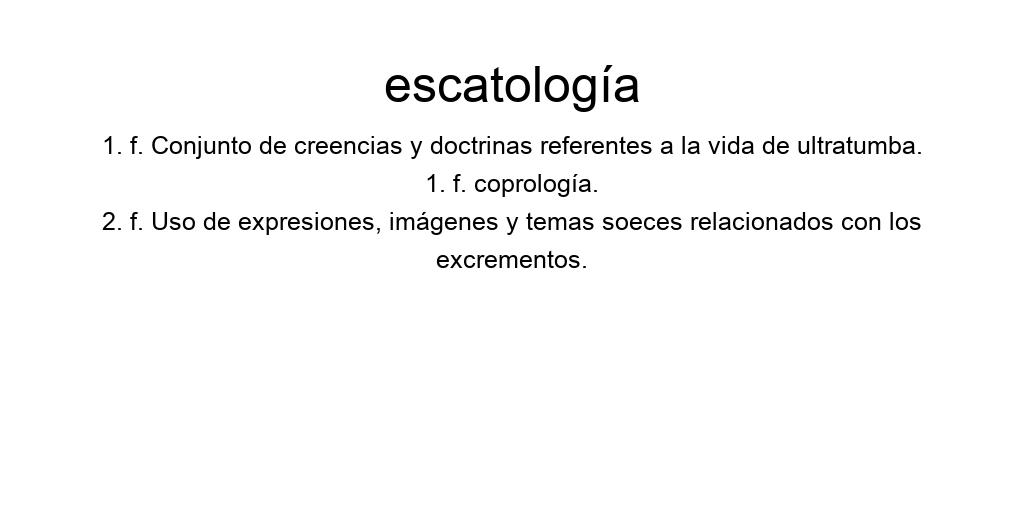 escatología
1. f. Conjunto de creencias y doctrinas referentes a la vida de ultratumba.
1. f. coprología.
2. f. Uso de expresiones, imágenes y temas soeces relacionados con los
excrementos.